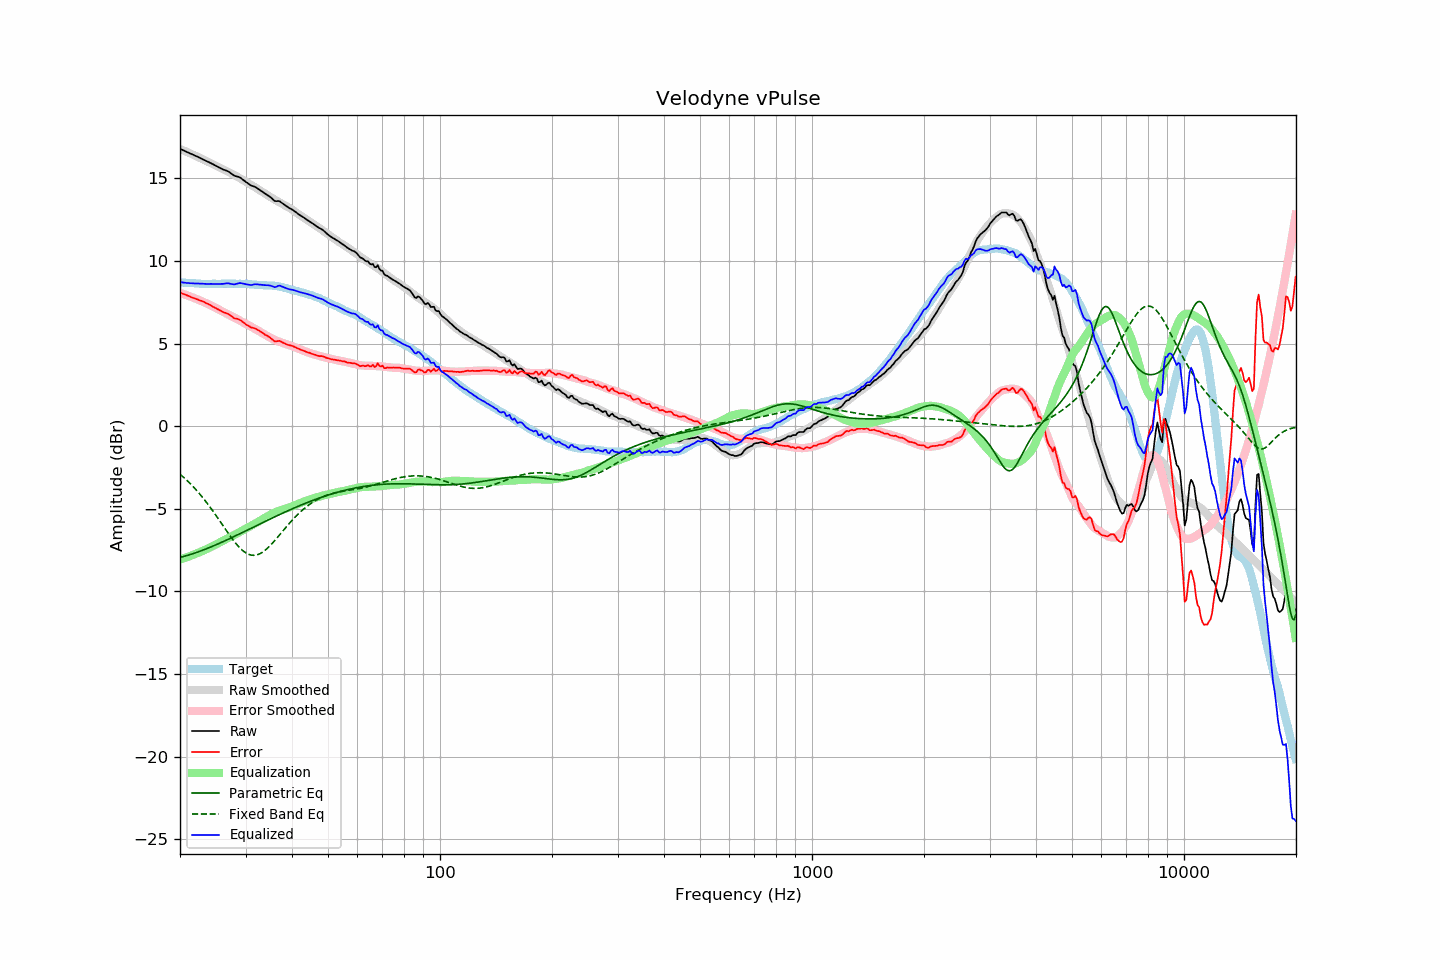 Velodyne vPulse
Amplitude (dBr)
15
10
5
0
−5
−10
−15
−20
−25
Target
Raw Smoothed
Error Smoothed
Raw
Error
Equalization
Parametric Eq
Fixed Band Eq
Equalized
100
1000
10000
Frequency (Hz)